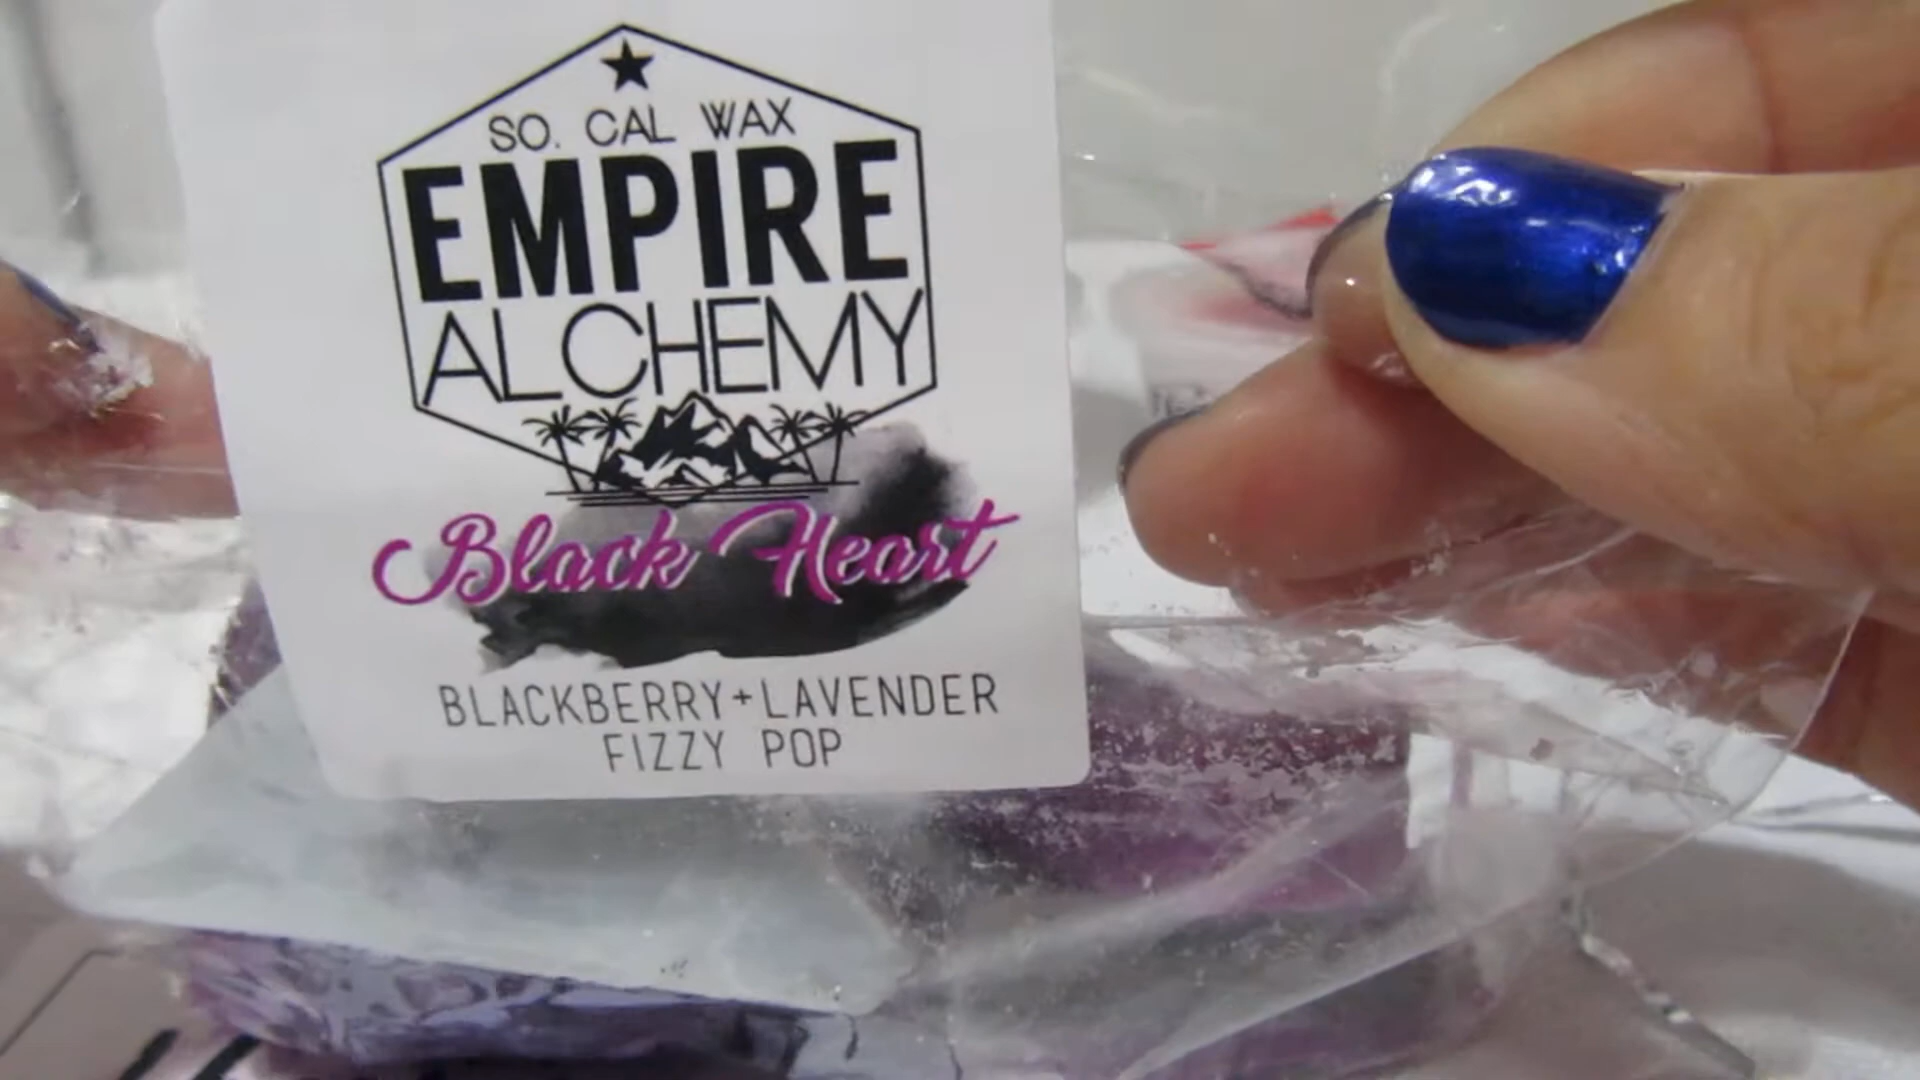 SO. CAL WAX
EMPIRE
ALCHEMY
Black Heart
BLACKBERRY+LAVENDER
FIZZY POP